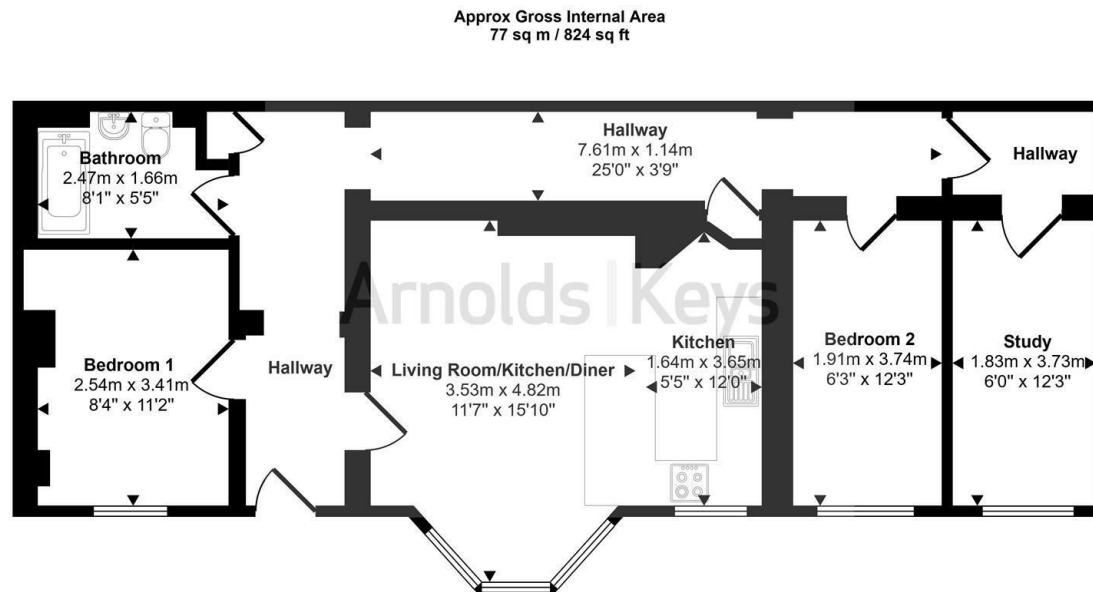 Approx Gross Internal Area
77 sq m / 824 sq ft
Bathroom
2.47m x 1.66m
8'1" x 5'5"
Hallway
7.61m x 1.14m
25'0" x 3'9"
Hallway
Arnolds|Keys
Bedroom 1
2.54m x 3.41m
8'4" x 11'2"
Hallway
Living Room/Kitchen/Diner
3.53m x 4.82m
11'7" x 15'10"
Kitchen
1.64m x 3.65m
5'5" x 12'0"
Bedroom 2
1.91m x 3.74m
6'3" x 12'3"
Study
1.83m x 3.73m
6'0" x 12'3"